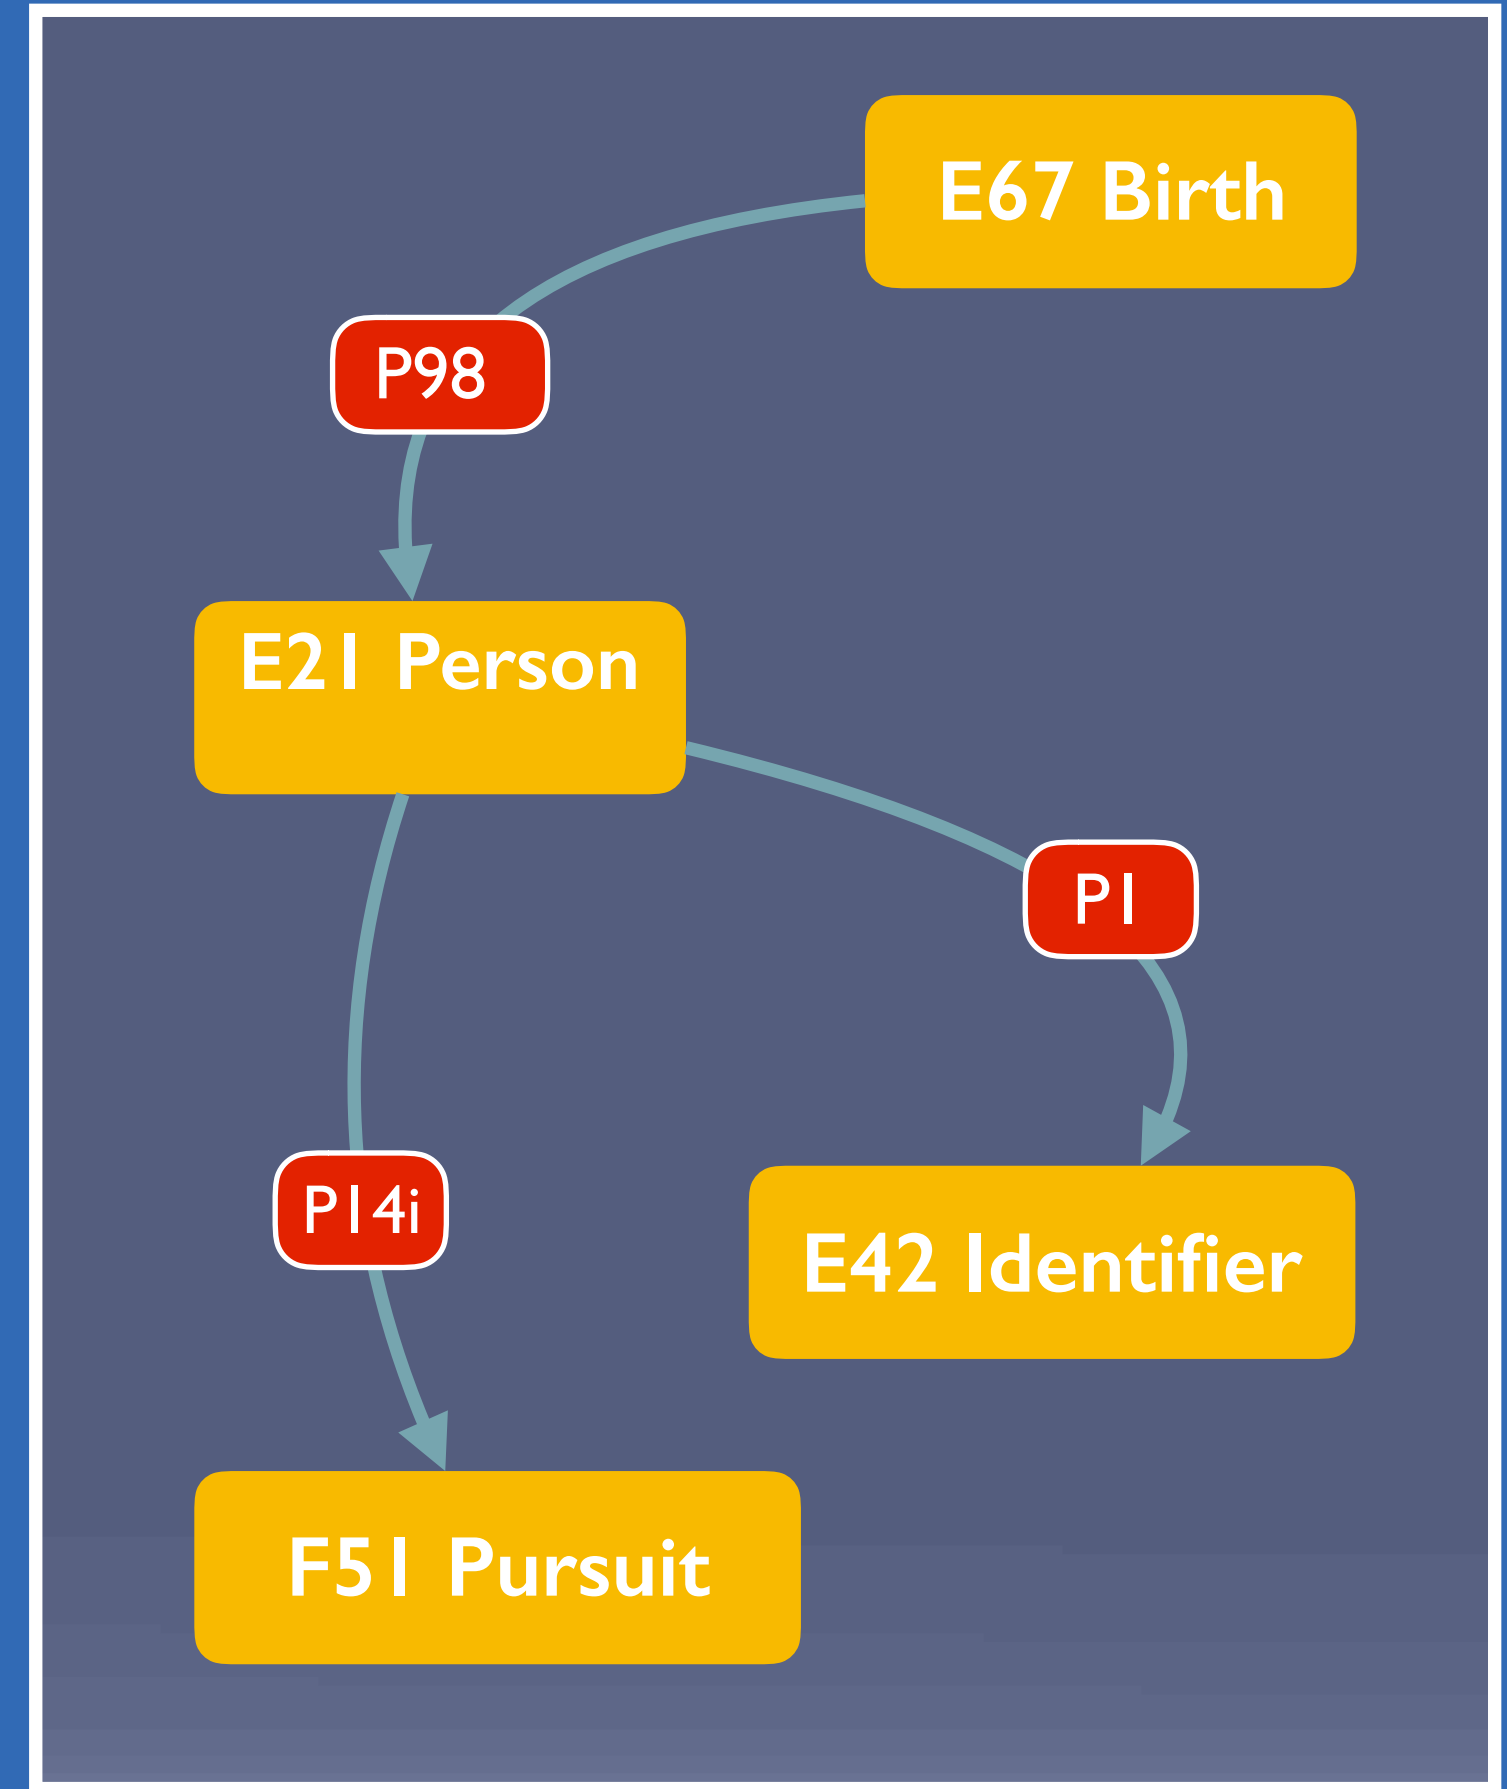 E67 Birth
P98
E21 Person
P1
P14i
E42 Identifier
F51 Pursuit